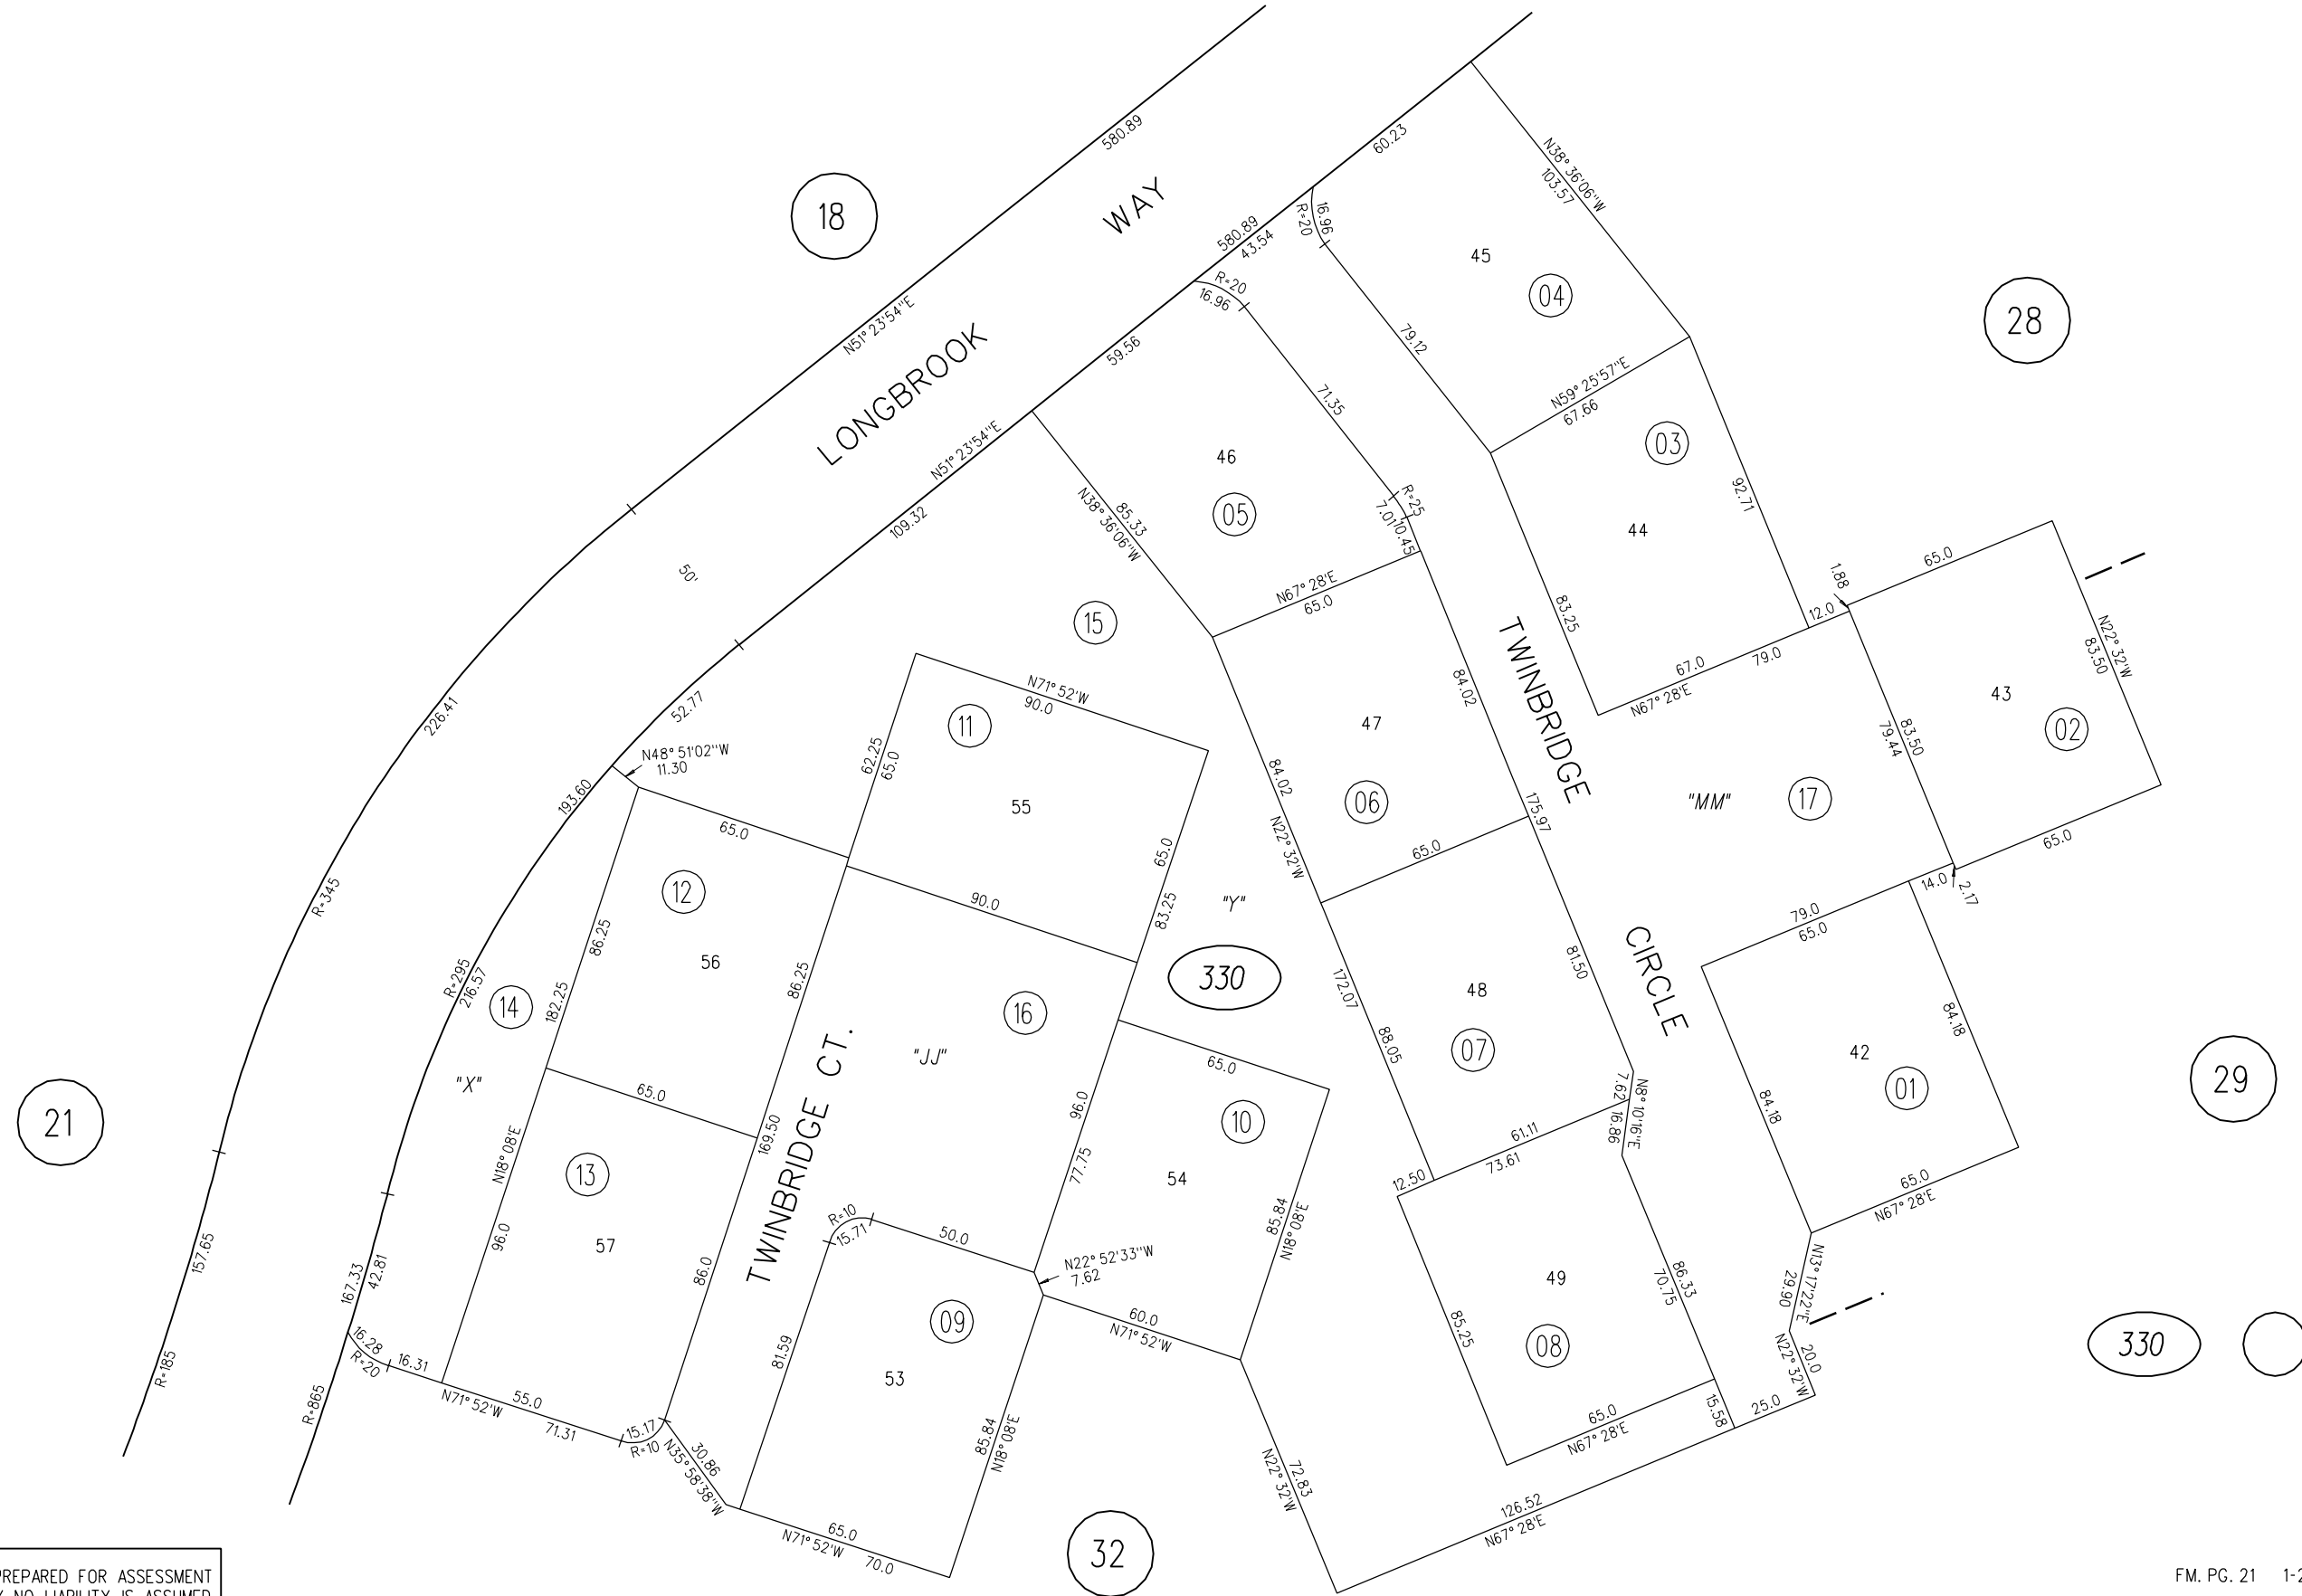 580.89
WAY
60.23
N38° 36'06"W
103.57
18
16.96
R=20
580.89
43.54
45
04
28
R=20
16.96
N51° 23'54"E
LONGBROOK
59.56
79.12
71.35
N59° 25'57"E
67.66
03
92.71
N51° 23'54"E
109.32
46
05
85.33
N38° 36'06"W
R=25
7.01
10.45
44
83.25
50'
15
N67° 28'E
65.0
1.88
65.0
12.0
N22° 32'W
83.50
43
02
67.0
79.0
N67° 28'E
TWINBRIDGE
84.02
226.41
52.77
N71° 52'W
90.0
11
62.25
65.0
55
47
84.02
06
N48° 51'02"W
11.30
193.60
65.0
175.97
"MM"
17
83.50
79.44
65.0
N22° 32'W
65.0
65.0
83.25
"Y"
330
R=345
12
86.25
56
90.0
14.0
2.17
79.0
65.0
CIRCLE
81.50
48
07
172.07
88.05
R=295
216.57
14
182.25
86.25
16
"JJ"
"X"
TWINBRIDGE CT.
65.0
65.0
96.0
77.75
10
54
7.62
16.86
N8° 10'16"E
42
01
84.18
84.18
29
21
169.50
N18° 08'E
13
96.0
57
86.0
61.11
73.61
12.50
65.0
N67° 28'E
157.65
167.33
42.81
R=10
15.71
50.0
N22° 52'33"W
7.62
85.84
N18° 08'E
86.33
70.75
49
08
85.25
N13° 17'22"E
29.90
N22° 32'W
20.0
330
16.28
R=20
16.31
N71° 52'W
55.0
71.31
15.17
R=10
30.86
N35° 58'38"W
81.59
09
53
60.0
N71° 52'W
R=185
R=865
85.84
N18° 08'E
N22° 32'W
72.83
65.0
N67° 28'E
15.58
25.0
126.52
N67° 28'E
65.0
N71° 52'W
70.0
32
PREPARED FOR ASSESSMENT
NO LIABILITY IS ASSUMED
FM. PG. 21 1-2